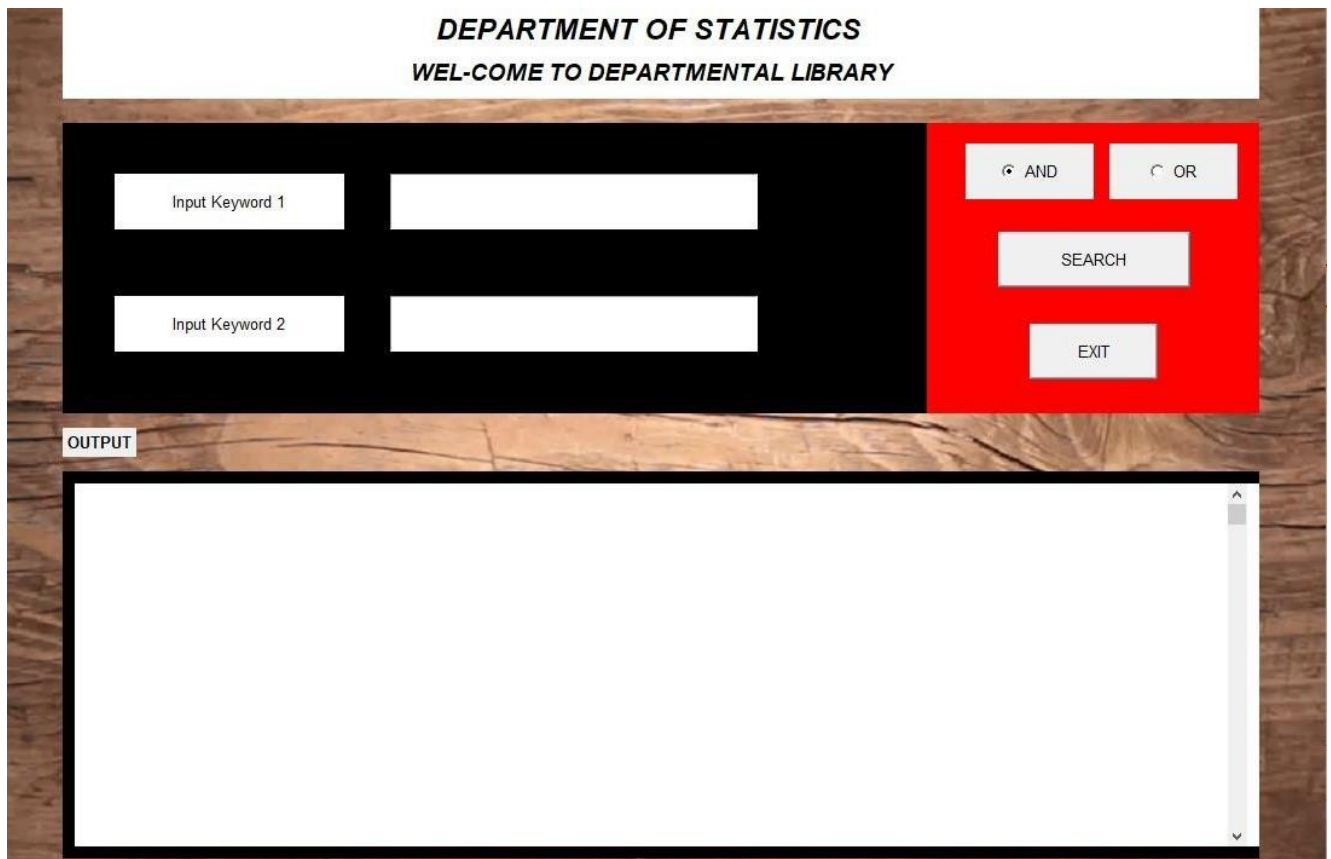 DEPARTMENT OF STATISTICS
WEL-COME TO DEPARTMENTAL LIBRARY
Input Keyword 1
AND
OR
SEARCH
Input Keyword 2
EXIT
OUTPUT